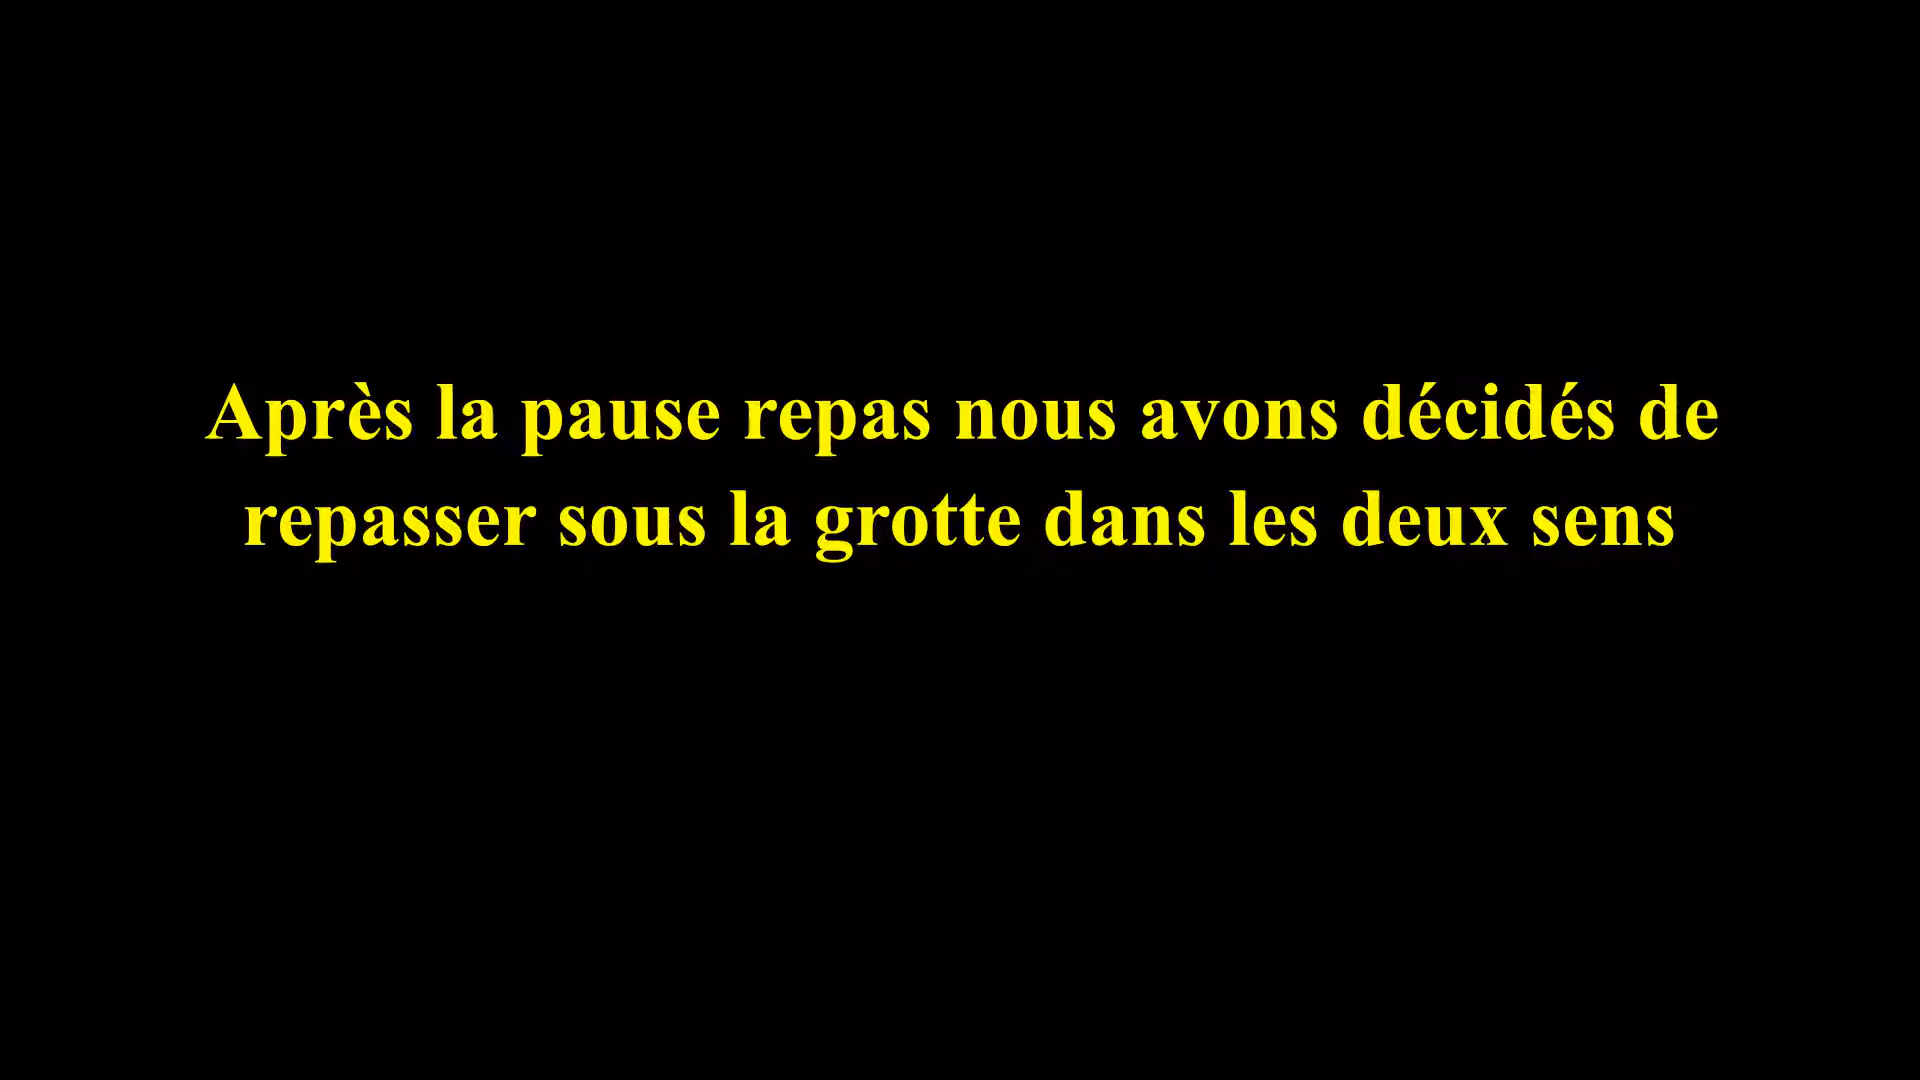 Après la pause repas nous avons décidés de
repasser sous la grotte dans les deux sens